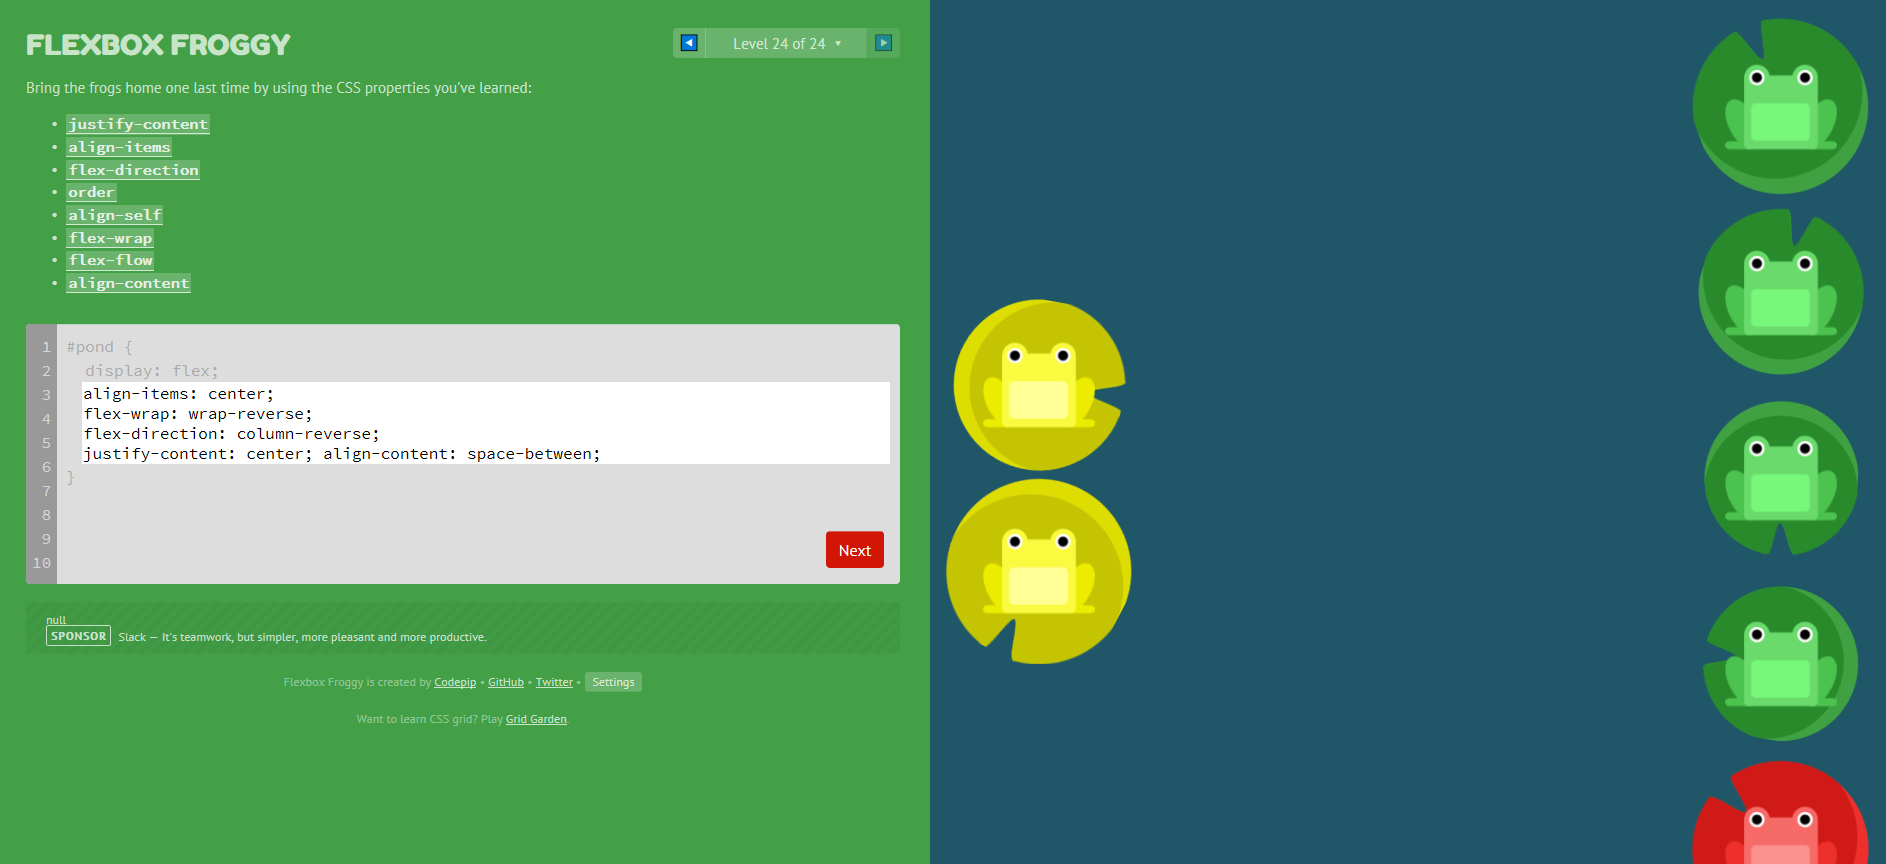 FLEXBOX FROGGY
Level 24 of 24 ▾
Bring the frogs home one last time by using the CSS properties you've learned:
• justify-content
• align-items
• flex-direction
• order
• align-self
• flex-wrap
• flex-flow
• align-content
1 #pond {
2 display: flex;
3 align-items: center;
4 flex-wrap: wrap-reverse;
5 flex-direction: column-reverse;
6 justify-content: center; align-content: space-between;
7 }
8
9
10
Next
null
SPONSOR Slack — It's teamwork, but simpler, more pleasant and more productive.
Flexbox Froggy is created by Codepip • GitHub • Twitter • Settings
Want to learn CSS grid? Play Grid Garden.